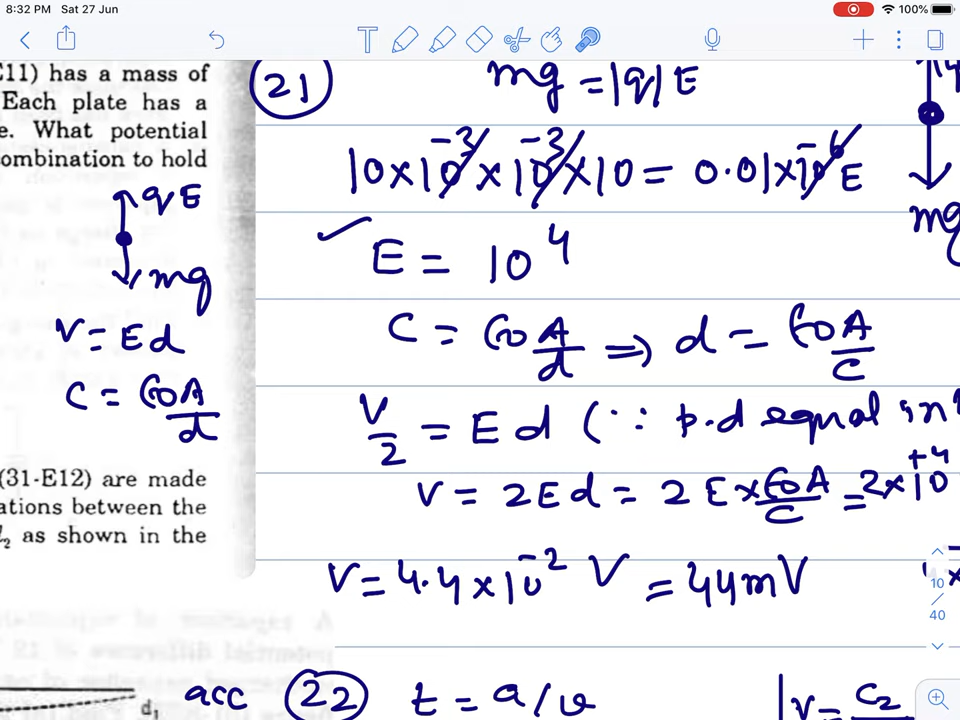 8:32 PM Sat 27 Jun
100%
C11) has a mass of
Each plate has a
e. What potential
ombination to hold
qE
mg
V = Ed
C = ϵ0A/d
(31-E12) are made
ations between the
l2 as shown in the
d1
acc
21
mg = |q|E
10×10^-3 × 10^-3 × 10 = 0.01×10^-6 E
mg
E = 10^4
C = ϵ0A/d ⇒ d = ϵ0A/C
V/2 = Ed (∵ p.d equal in
V = 2Ed = 2E × ϵ0A/C = 2×10^+4
V = 4.4×10^-2 V = 44mV
10
/
40
22 t = a/v
V = C2